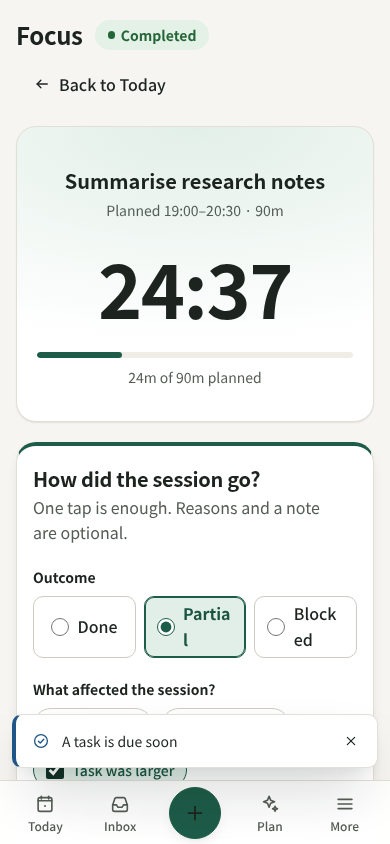 Focus
Completed
Back to Today
Summarise research notes
Planned 19:00–20:30 · 90m
24:37
24m of 90m planned
How did the session go?
One tap is enough. Reasons and a note
are optional.
Outcome
Done
Partia
l
Block
ed
What affected the session?
A task is due soon
Task was larger
Today
Inbox
Plan
More